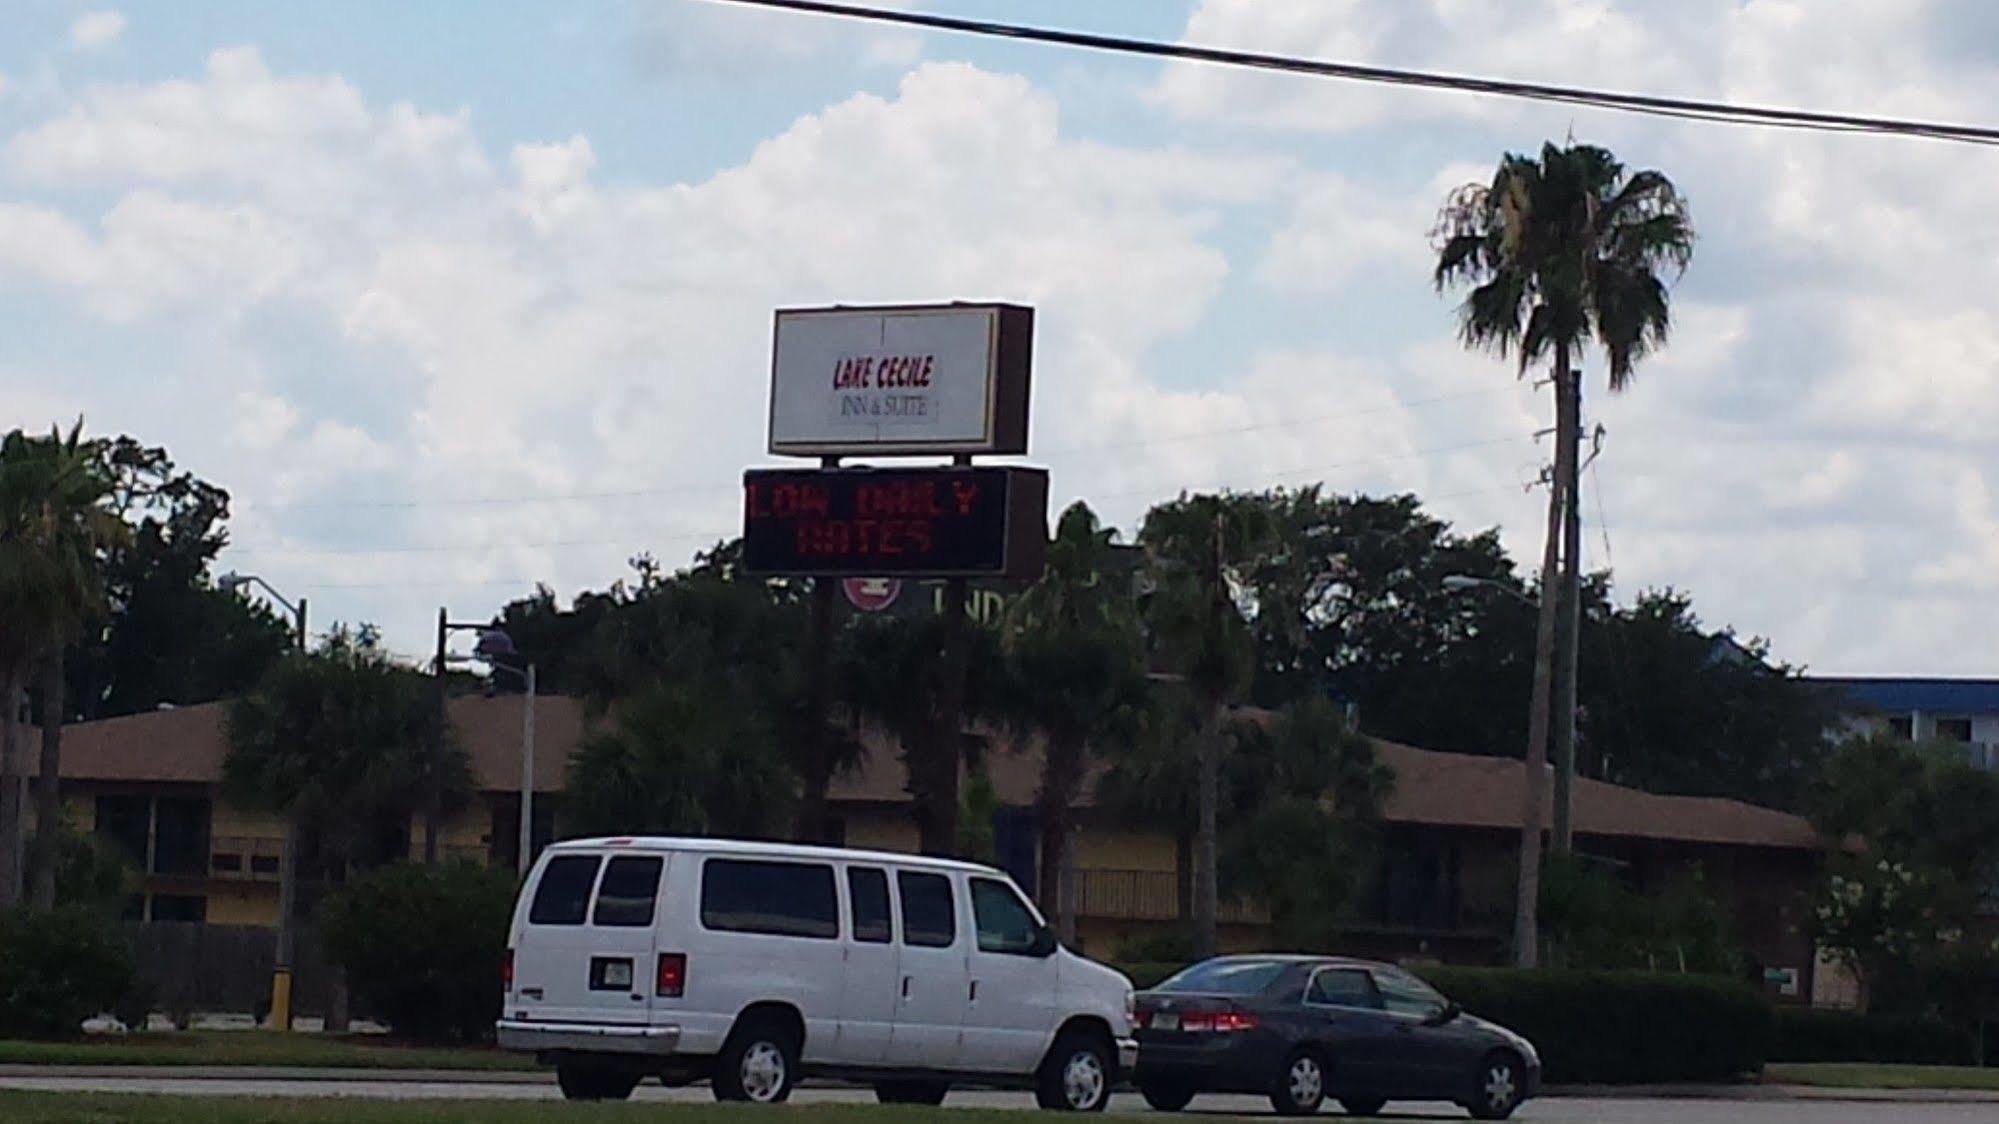 LAKE CECILE
INN & SUITE
LOW DAILY
RATES